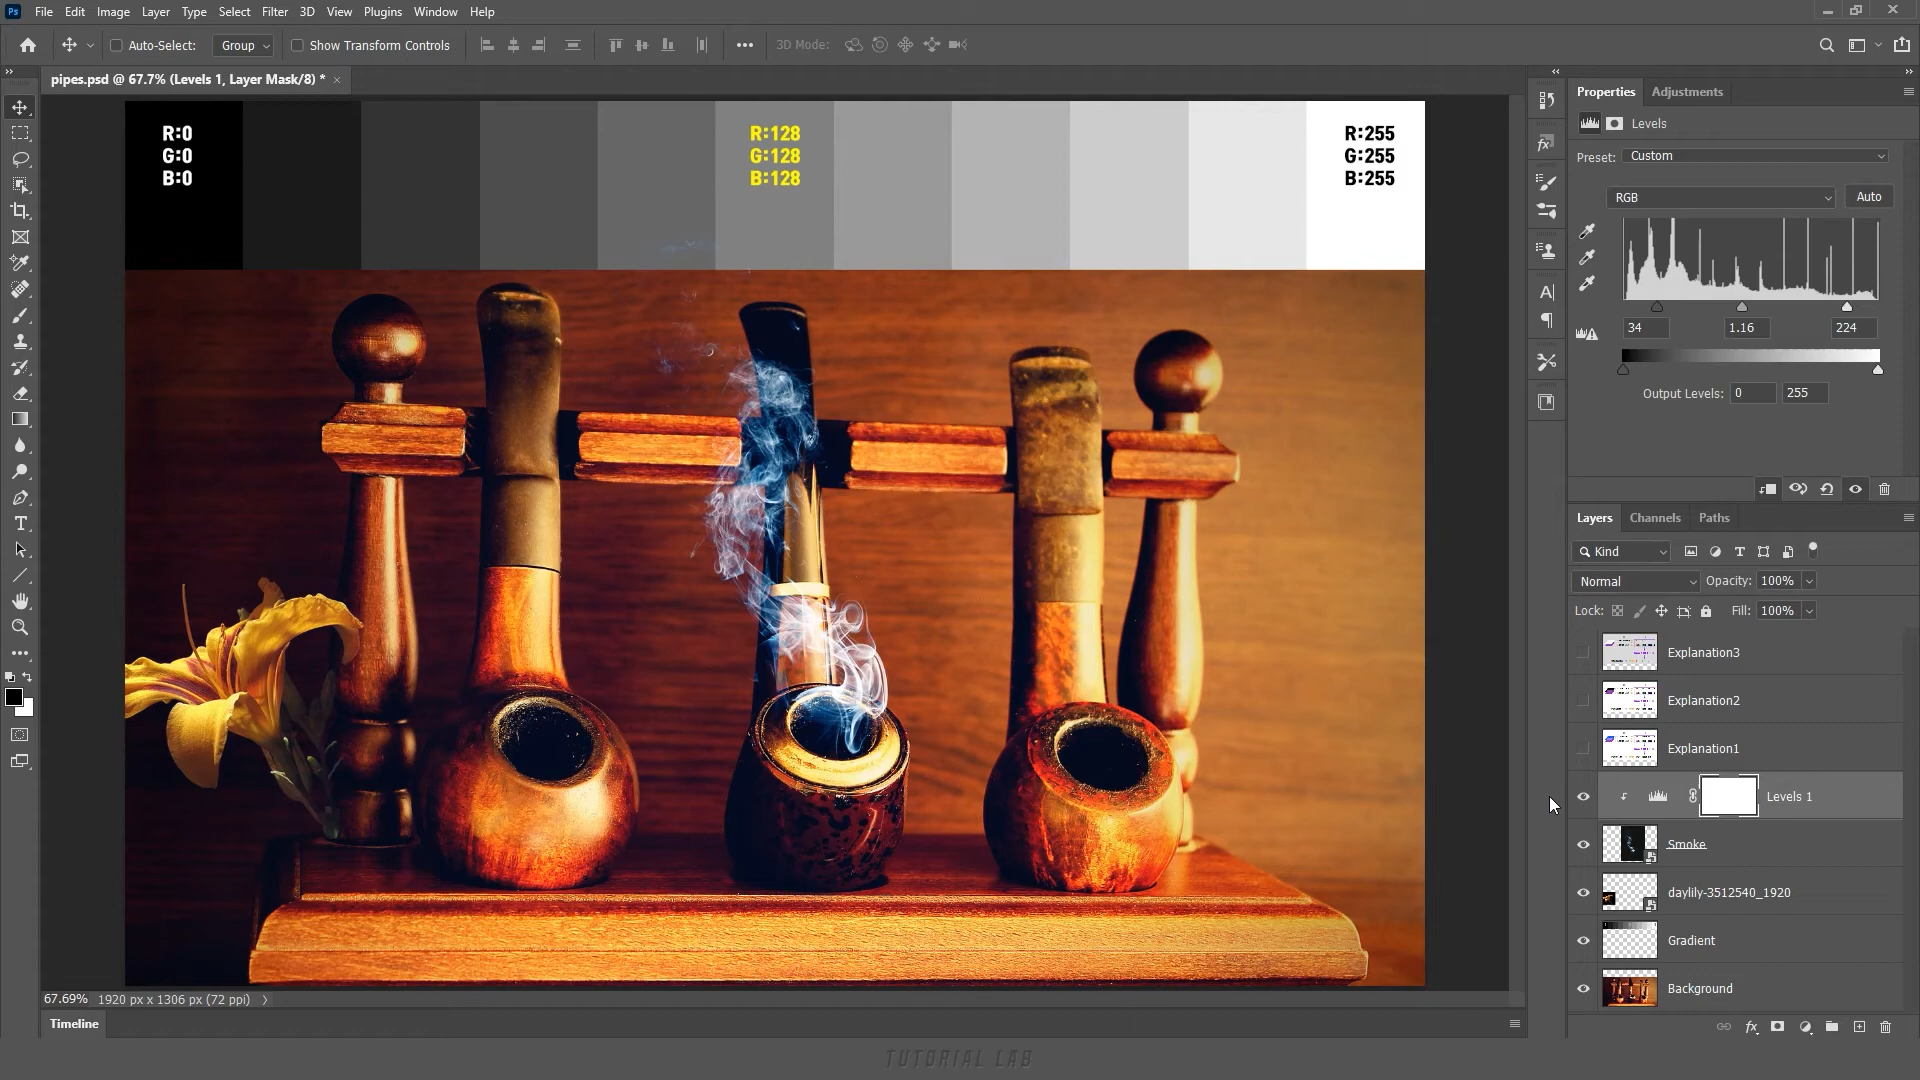 Ps File Edit Image Layer Type Select Filter 3D View Plugins Window Help
Auto-Select: Group Show Transform Controls 3D Mode:
pipes.psd @ 67.7% (Levels 1, Layer Mask/8) *
R:0
G:0
B:0
R:128
G:128
B:128
R:255
G:255
B:255
67.69% 1920 px x 1306 px (72 ppi)
Timeline
TUTORIAL LAB
Properties Adjustments
Levels
Preset: Custom
RGB Auto
34 1.16 224
Output Levels: 0 255
Layers Channels Paths
Kind
Normal Opacity: 100%
Lock: Fill: 100%
Explanation3
Explanation2
Explanation1
Levels 1
Smoke
daylily-3512540_1920
Gradient
Background